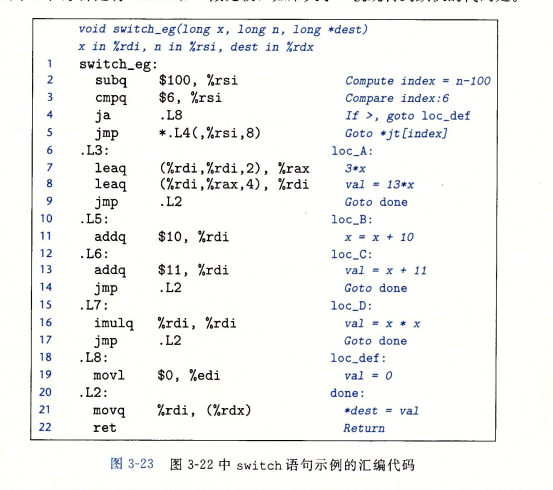 void switch_eg(long x, long n, long *dest)
x in %rdi, n in %rsi, dest in %rdx
1 switch_eg:
2 subq $100, %rsi Compute index = n-100
3 cmpq $6, %rsi Compare index:6
4 ja .L8 If >, goto loc_def
5 jmp *.L4(,%rsi,8) Goto *jt[index]
6 .L3: loc_A:
7 leaq (%rdi,%rdi,2), %rax 3*x
8 leaq (%rdi,%rax,4), %rdi val = 13*x
9 jmp .L2 Goto done
10 .L5: loc_B:
11 addq $10, %rdi x = x + 10
12 .L6: loc_C:
13 addq $11, %rdi val = x + 11
14 jmp .L2 Goto done
15 .L7: loc_D:
16 imulq %rdi, %rdi val = x * x
17 jmp .L2 Goto done
18 .L8: loc_def:
19 movl $0, %edi val = 0
20 .L2: done:
21 movq %rdi, (%rdx) *dest = val
22 ret Return
图 3-23 图 3-22 中 switch 语句示例的汇编代码